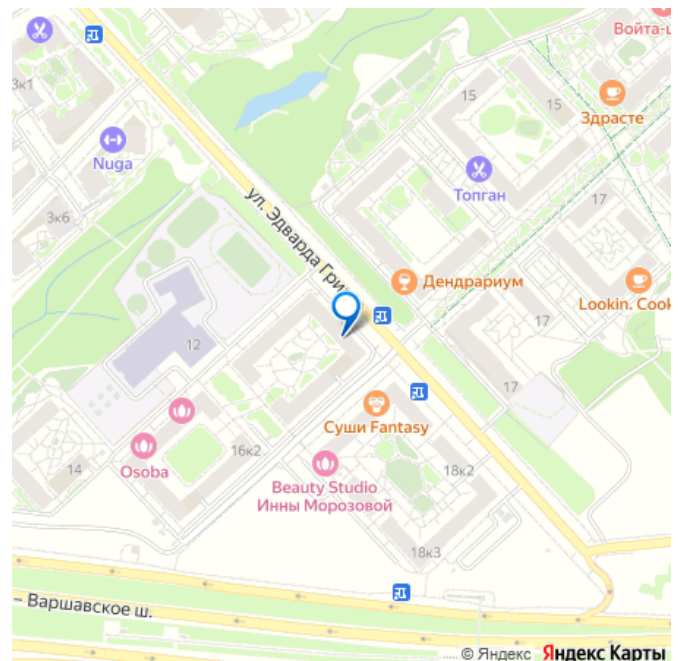 Войта-ц
3к1
15
15
Здрасте
Nuga
Топган
17
3к6
ул. Эдварда Гри
Дендрариум
Lookin. Cook
17
12
17
Суши Fantasy
16к2
Osoba
14
Beauty Studio
Инны Морозовой
18к2
18к3
Варшавское ш.
© Яндекс Яндекс Карты